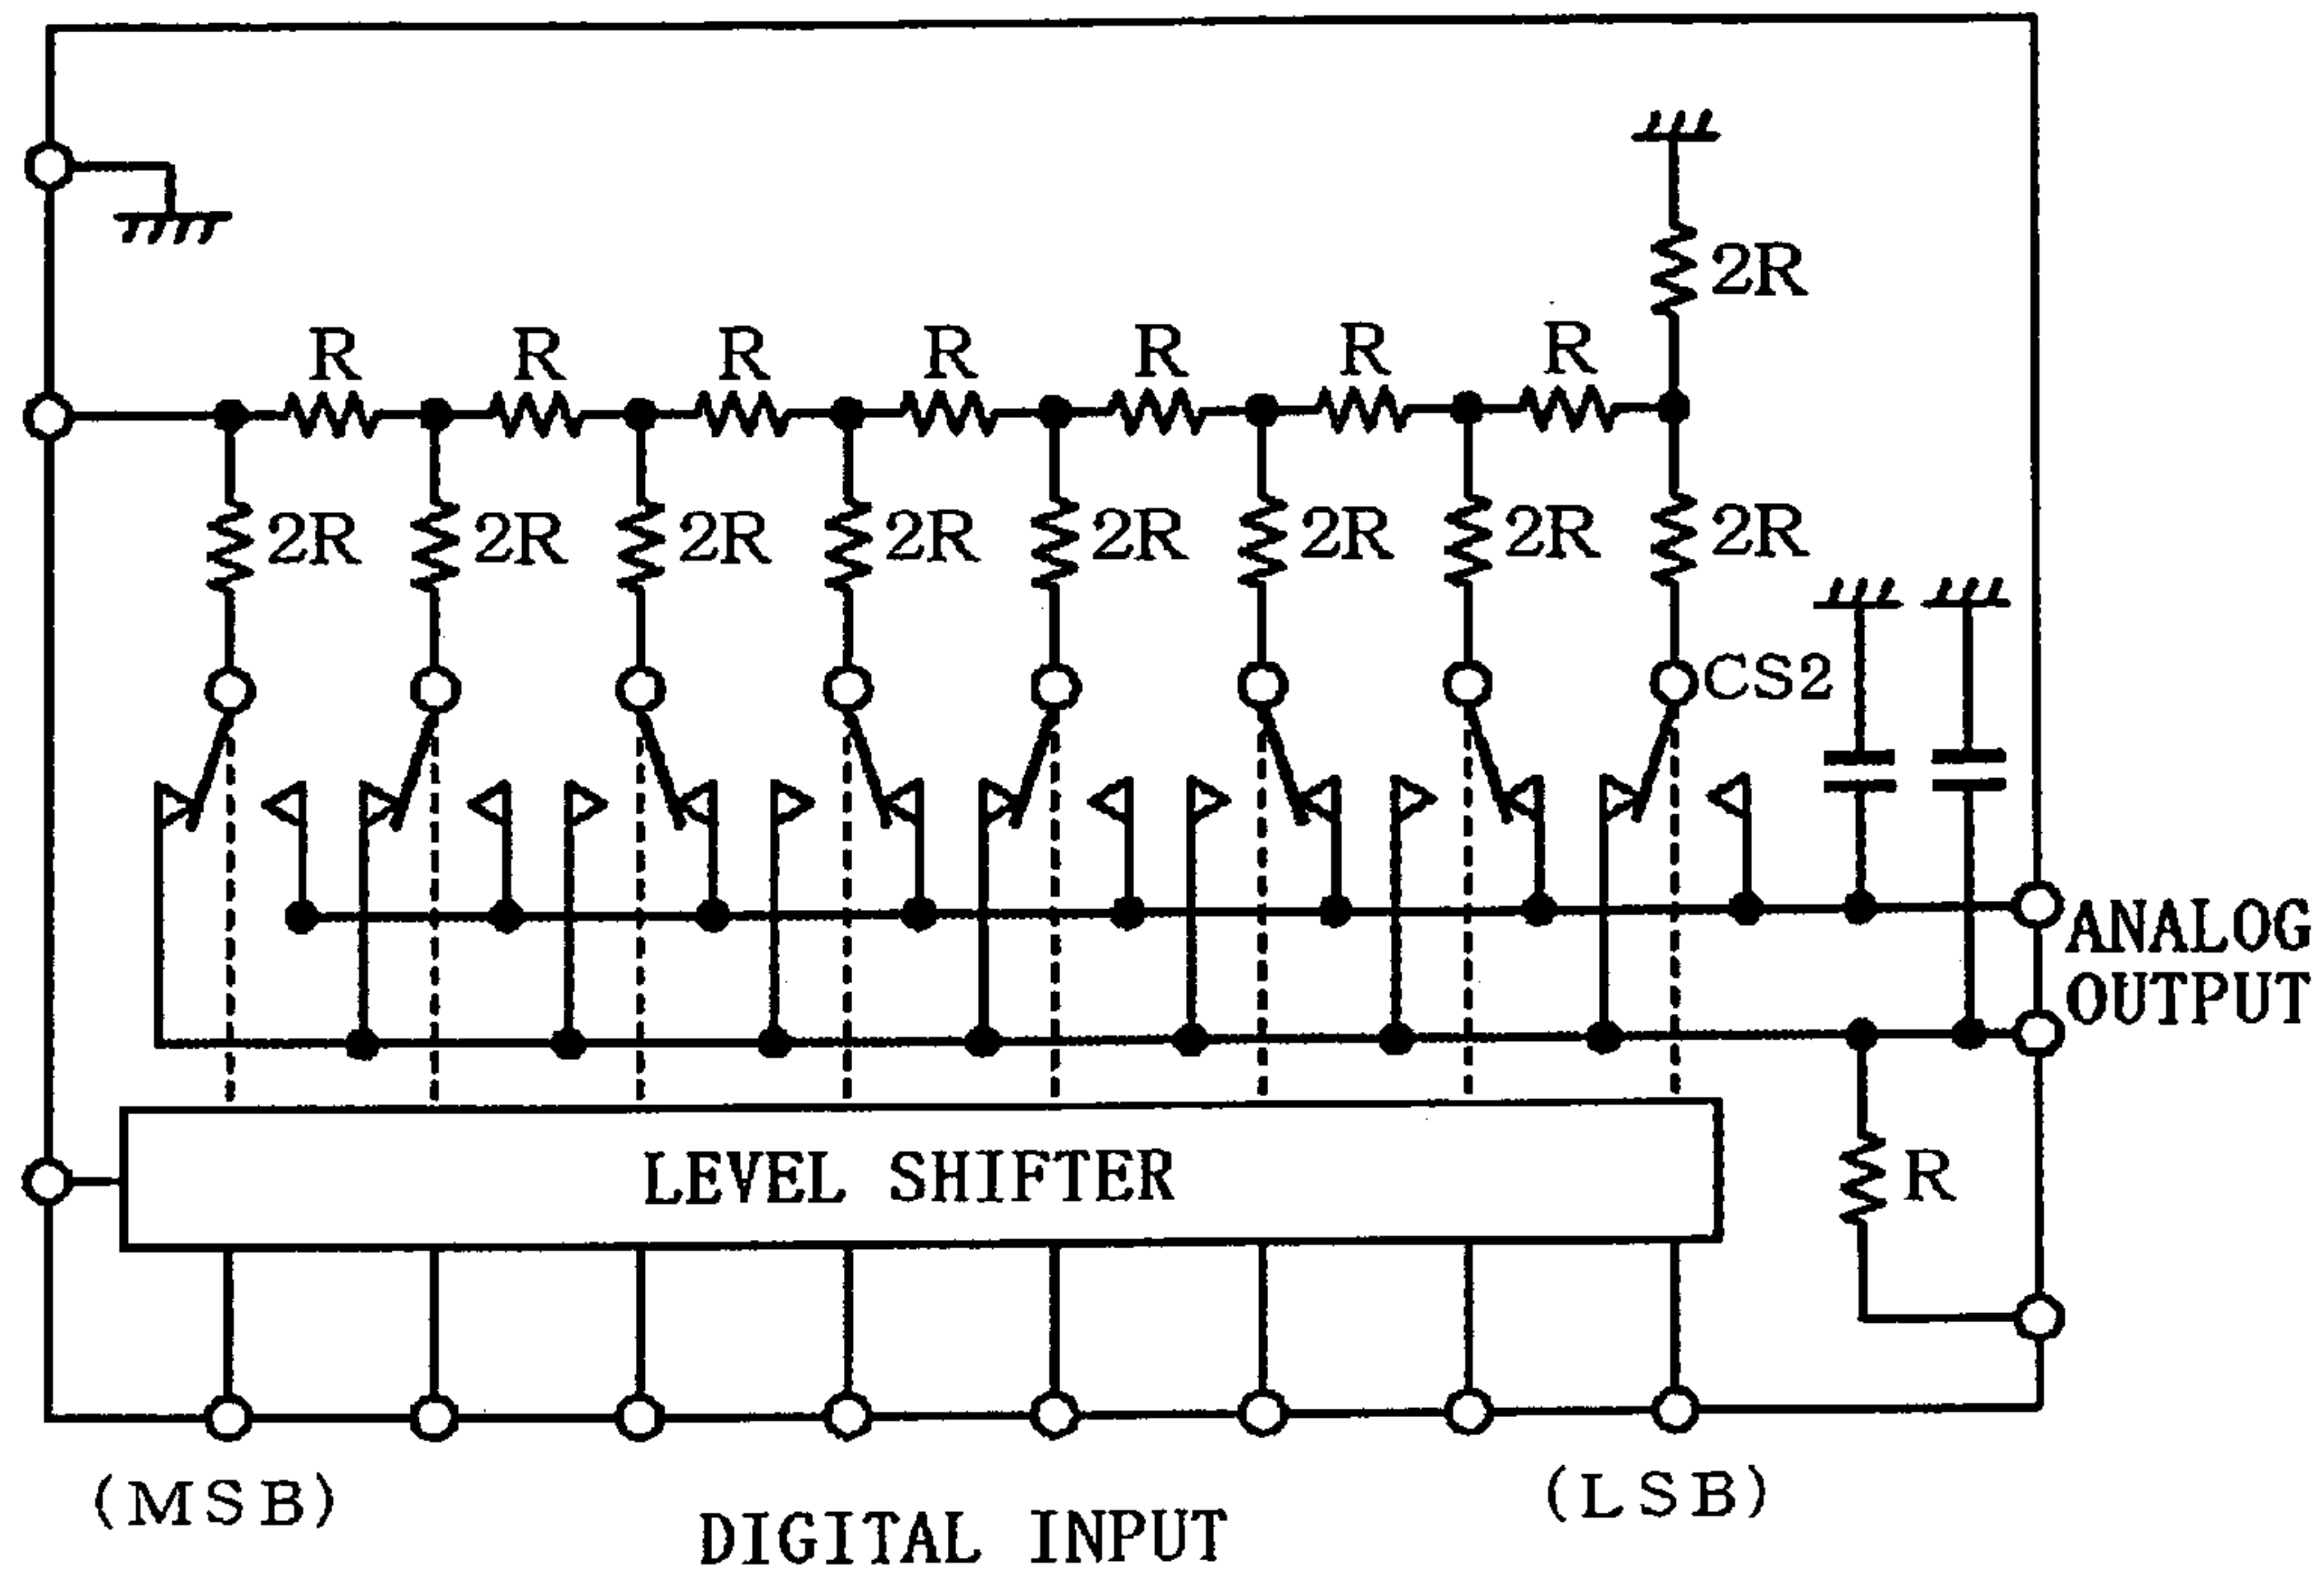 2R
R R R R R R R
2R 2R 2R 2R 2R 2R 2R 2R
CS2
ANALOG
OUTPUT
LEVEL SHIFTER
R
(MSB)
(LSB)
DIGITAL INPUT